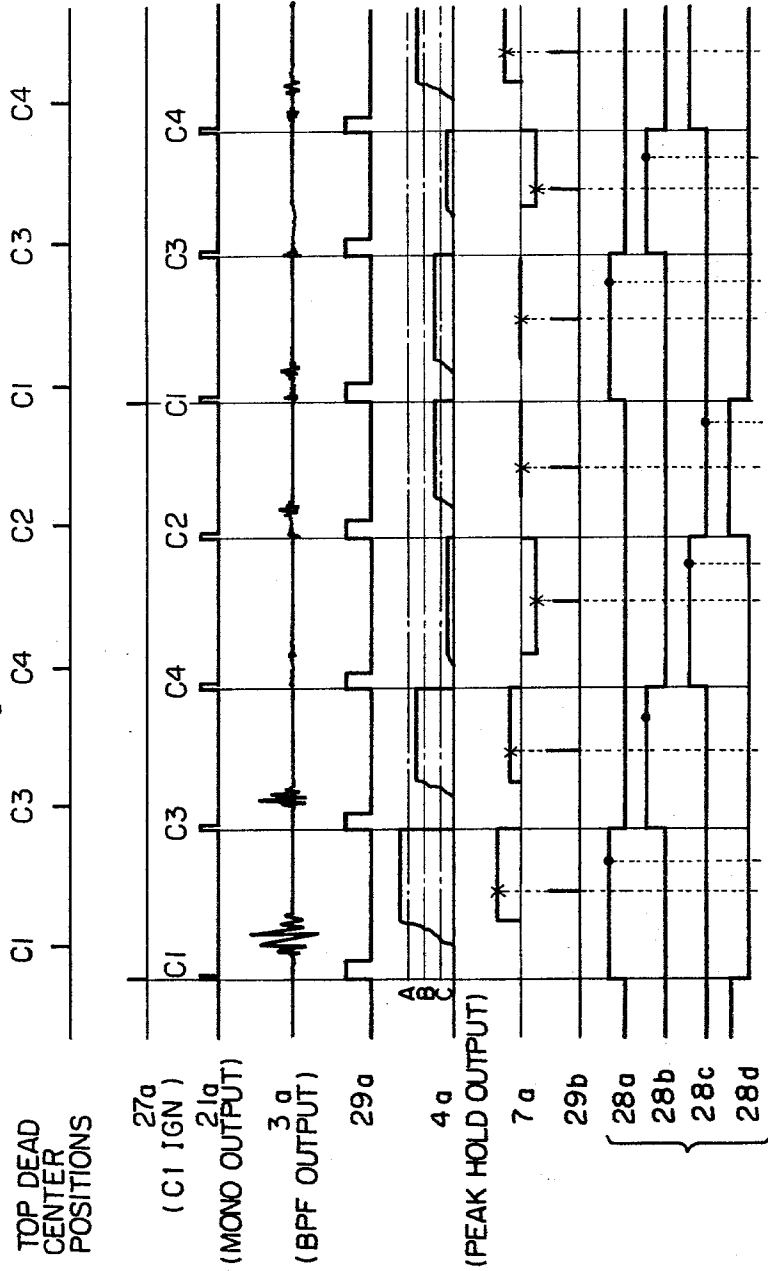 TOP DEAD
CENTER
POSITIONS
C1 C3 C4 C2 C1 C3 C4
27a
(C1 IGN)
C1 C3 C4 C2 C1 C3 C4
21a
(MONO OUTPUT)
3a
(BPF OUTPUT)
29a
A
B
C
4a
(PEAK HOLD OUTPUT)
7a
29b
28a
28b
28c
28d